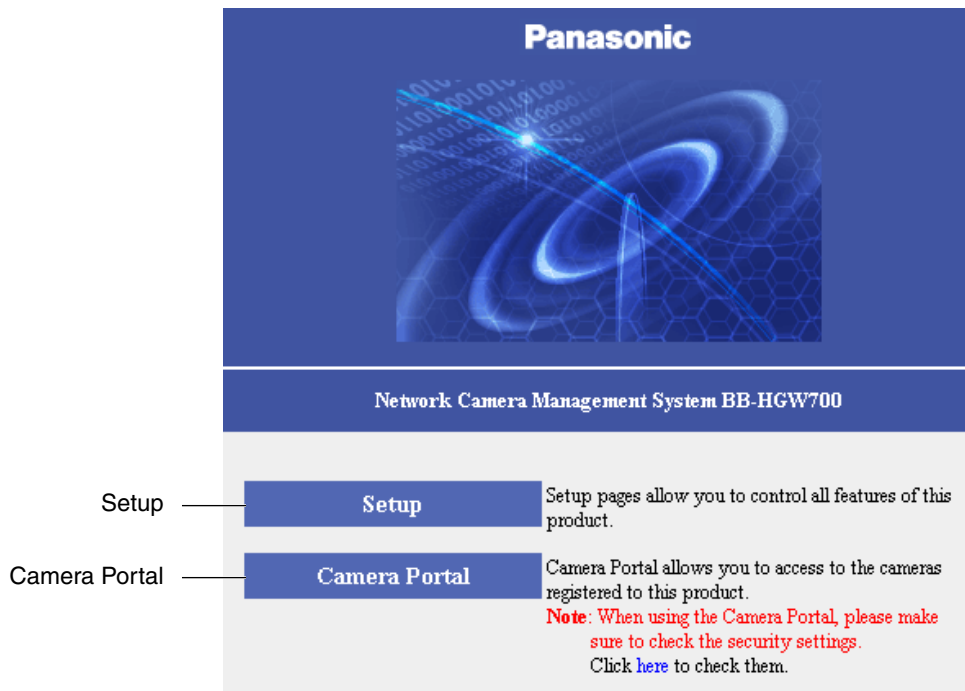 Panasonic
Network Camera Management System BB-HGW700
Setup
Setup
Setup pages allow you to control all features of this
product.
Camera Portal
Camera Portal
Camera Portal allows you to access to the cameras
registered to this product.
Note: When using the Camera Portal, please make
sure to check the security settings.
Click here to check them.